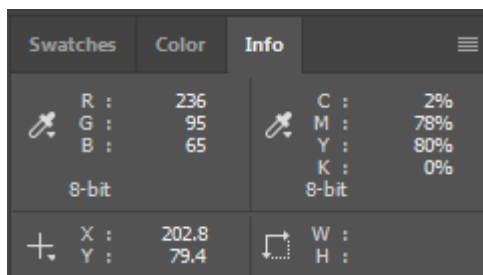 Swatches Color Info
R : 236 C : 2%
G : 95 M : 78%
B : 65 Y : 80%
K : 0%
8-bit 8-bit
X : 202.8 W :
Y : 79.4 H :